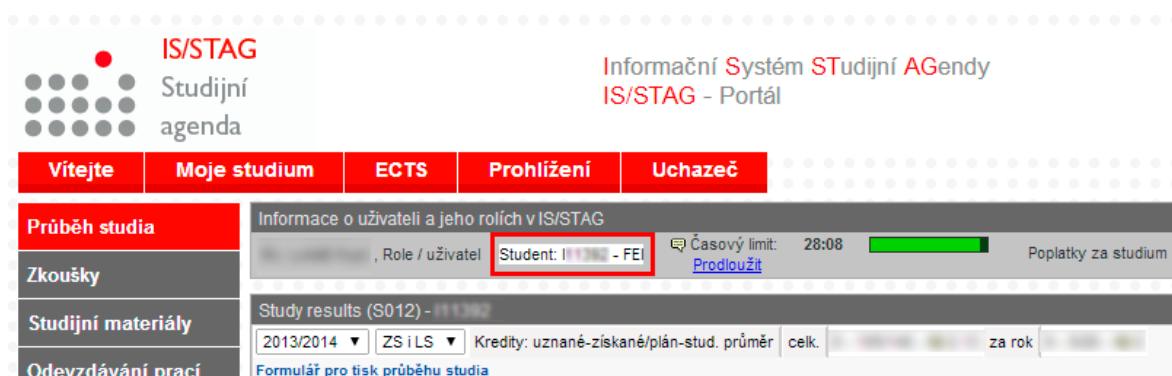 IS/STAG
Studijní
agenda
Informační Systém STudijní AGendy
IS/STAG - Portál
Vítejte Moje studium ECTS Prohlížení Uchazeč
Průběh studia
Zkoušky
Studijní materiály
Odevzdávání prací
Informace o uživateli a jeho rolích v IS/STAG
, Role / uživatel Student: I - FEI Časový limit: 28:08 Poplatky za studium
Prodloužit
Study results (S012) -
2013/2014 ZS i LS Kredity: uznané-získané/plán-stud. průměr celk. za rok
Formulář pro tisk průběhu studia